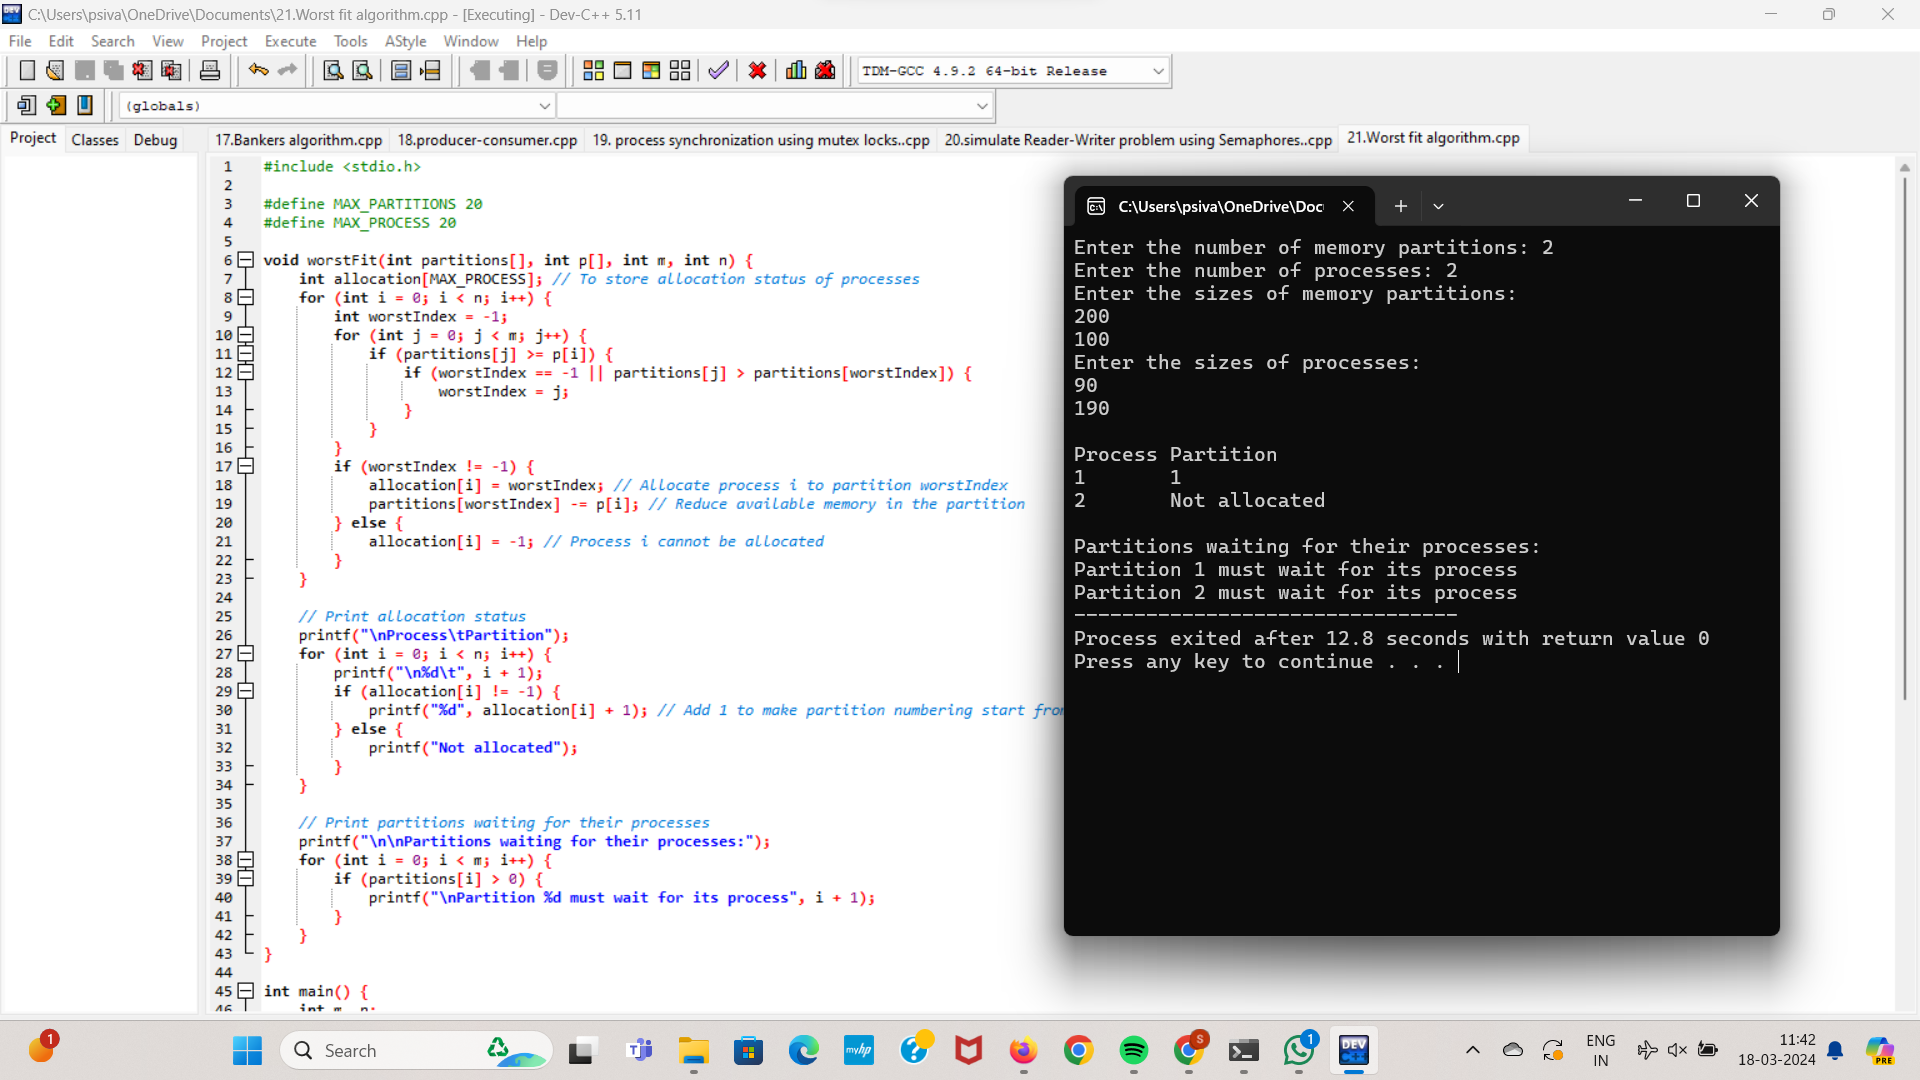 C:\Users\psiva\OneDrive\Documents\21.Worst fit algorithm.cpp - [Executing] - Dev-C++ 5.11
File Edit Search View Project Execute Tools AStyle Window Help
TDM-GCC 4.9.2 64-bit Release
(globals)
Project Classes Debug
17.Bankers algorithm.cpp 18.producer-consumer.cpp 19. process synchronization using mutex locks..cpp 20.simulate Reader-Writer problem using Semaphores..cpp 21.Worst fit algorithm.cpp
1 #include <stdio.h>
2
3 #define MAX_PARTITIONS 20
4 #define MAX_PROCESS 20
5
6 void worstFit(int partitions[], int p[], int m, int n) {
7 int allocation[MAX_PROCESS]; // To store allocation status of processes
8 for (int i = 0; i < n; i++) {
9 int worstIndex = -1;
10 for (int j = 0; j < m; j++) {
11 if (partitions[j] >= p[i]) {
12 if (worstIndex == -1 || partitions[j] > partitions[worstIndex]) {
13 worstIndex = j;
14 }
15 }
16 }
17 if (worstIndex != -1) {
18 allocation[i] = worstIndex; // Allocate process i to partition worstIndex
19 partitions[worstIndex] -= p[i]; // Reduce available memory in the partition
20 } else {
21 allocation[i] = -1; // Process i cannot be allocated
22 }
23 }
24
25 // Print allocation status
26 printf("\nProcess\tPartition");
27 for (int i = 0; i < n; i++) {
28 printf("\n%d\t", i + 1);
29 if (allocation[i] != -1) {
30 printf("%d", allocation[i] + 1); // Add 1 to make partition numbering start from
31 } else {
32 printf("Not allocated");
33 }
34 }
35
36 // Print partitions waiting for their processes
37 printf("\n\nPartitions waiting for their processes:");
38 for (int i = 0; i < m; i++) {
39 if (partitions[i] > 0) {
40 printf("\nPartition %d must wait for its process", i + 1);
41 }
42 }
43 }
44
45 int main() {
46 int m, n;
C:\Users\psiva\OneDrive\Doc
Enter the number of memory partitions: 2
Enter the number of processes: 2
Enter the sizes of memory partitions:
200
100
Enter the sizes of processes:
90
190
Process Partition
1 1
2 Not allocated
Partitions waiting for their processes:
Partition 1 must wait for its process
Partition 2 must wait for its process
--------------------------------
Process exited after 12.8 seconds with return value 0
Press any key to continue . . .
1
Search
myhp
S
1
DEV C++
ENG
IN
11:42
18-03-2024
PRE